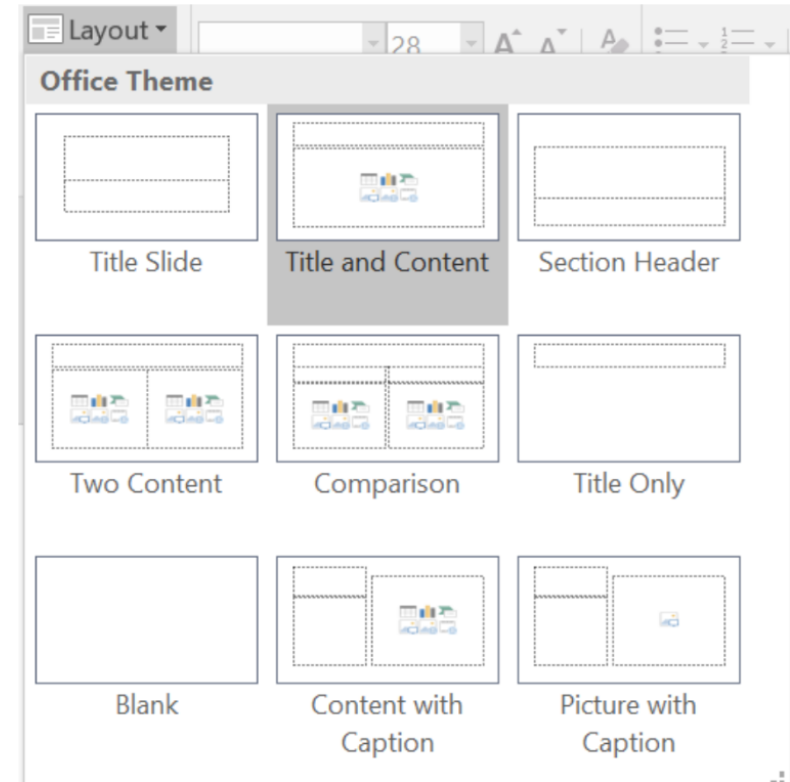 Layout 28 A A A
Office Theme
Title Slide Title and Content Section Header
Two Content Comparison Title Only
Blank Content with Caption Picture with Caption